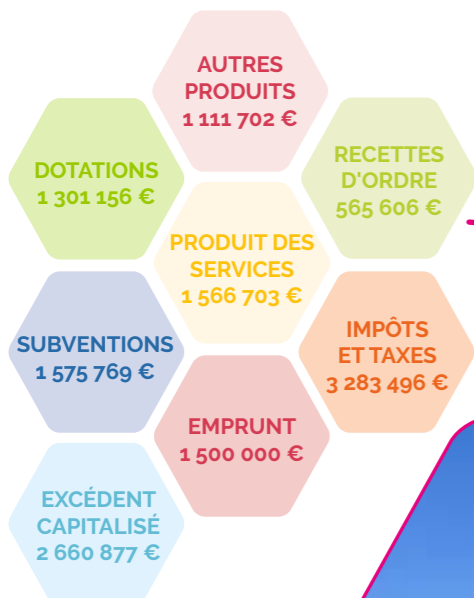 AUTRES
PRODUITS
1 111 702 €
DOTATIONS
1 301 156 €
RECETTES
D'ORDRE
565 606 €
PRODUIT DES
SERVICES
1 566 703 €
SUBVENTIONS
1 575 769 €
IMPÔTS
ET TAXES
3 283 496 €
EMPRUNT
1 500 000 €
EXCÉDENT
CAPITALISÉ
2 660 877 €